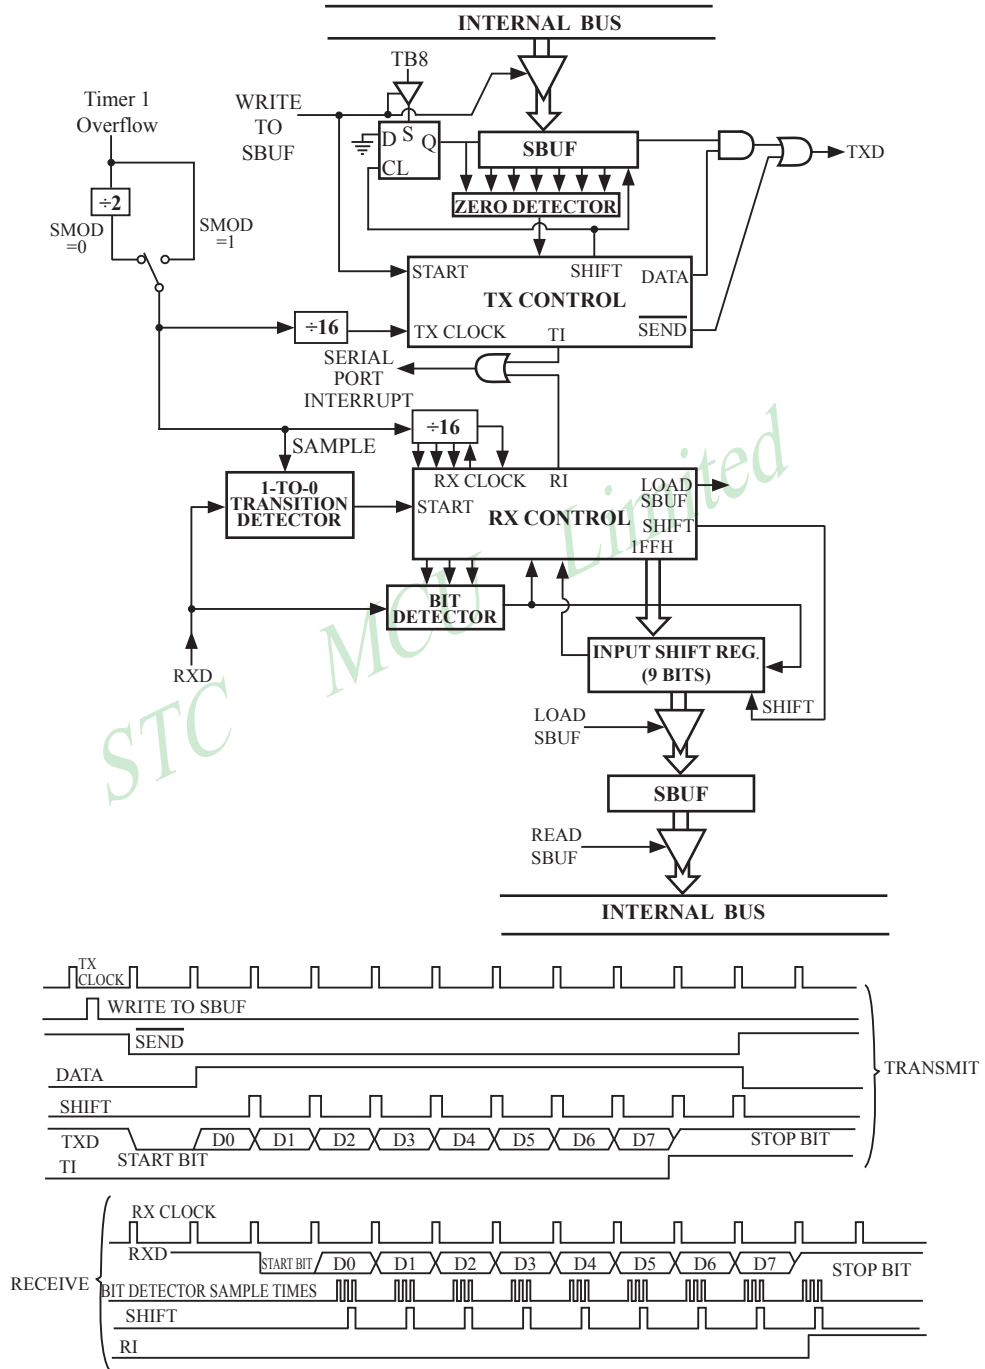 INTERNAL BUS
TB8
Timer 1
Overflow
WRITE
TO
SBUF
D S Q
CL
SBUF
TXD
÷2
ZERO DETECTOR
SMOD
=0
SMOD
=1
START
SHIFT
DATA
TX CONTROL
÷16
TX CLOCK
TI
SEND
SERIAL
PORT
INTERRUPT
÷16
SAMPLE
1-TO-0
TRANSITION
DETECTOR
RX CLOCK
RI
LOAD
SBUF
START
RX CONTROL
SHIFT
1FFH
BIT
DETECTOR
RXD
INPUT SHIFT REG.
(9 BITS)
SHIFT
LOAD
SBUF
SBUF
READ
SBUF
INTERNAL BUS
STC MCU Limited
TX
CLOCK
WRITE TO SBUF
SEND
DATA
TRANSMIT
SHIFT
TXD
START BIT
D0 D1 D2 D3 D4 D5 D6 D7
STOP BIT
TI
RX CLOCK
RXD
START BIT
D0 D1 D2 D3 D4 D5 D6 D7
STOP BIT
RECEIVE
BIT DETECTOR SAMPLE TIMES
SHIFT
RI